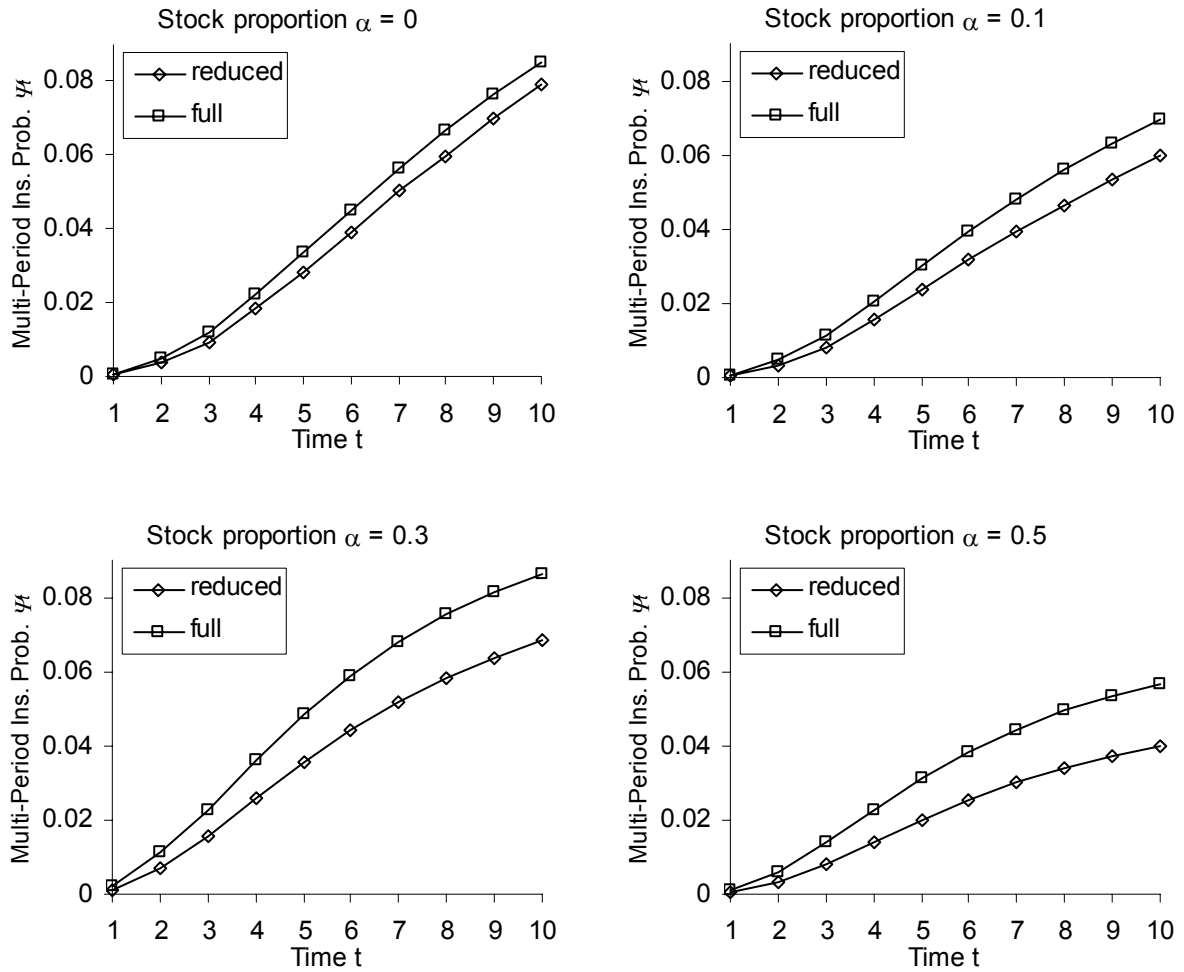 Stock proportion α = 0
Multi-Period Ins. Prob. Ψt
0.08
0.06
0.04
0.02
0
reduced
full
1 2 3 4 5 6 7 8 9 10
Time t
Stock proportion α = 0.1
Multi-Period Ins. Prob. Ψt
0.08
0.06
0.04
0.02
0
reduced
full
1 2 3 4 5 6 7 8 9 10
Time t
Stock proportion α = 0.3
Multi-Period Ins. Prob. Ψt
0.08
0.06
0.04
0.02
0
reduced
full
1 2 3 4 5 6 7 8 9 10
Time t
Stock proportion α = 0.5
Multi-Period Ins. Prob. Ψt
0.08
0.06
0.04
0.02
0
reduced
full
1 2 3 4 5 6 7 8 9 10
Time t